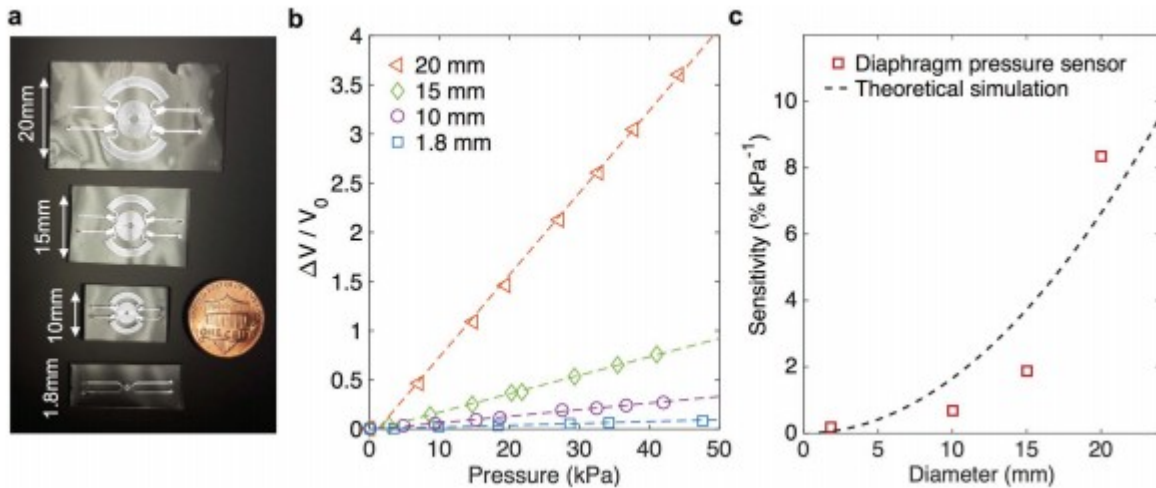 a
20mm
15mm
10mm
1.8mm
ONE CENT
b
4
3.5
3
2.5
2
1.5
1
0.5
0
ΔV / V₀
20 mm
15 mm
10 mm
1.8 mm
0 10 20 30 40 50
Pressure (kPa)
c
10
8
6
4
2
0
Sensitivity (% kPa⁻¹)
Diaphragm pressure sensor
Theoretical simulation
0 5 10 15 20
Diameter (mm)